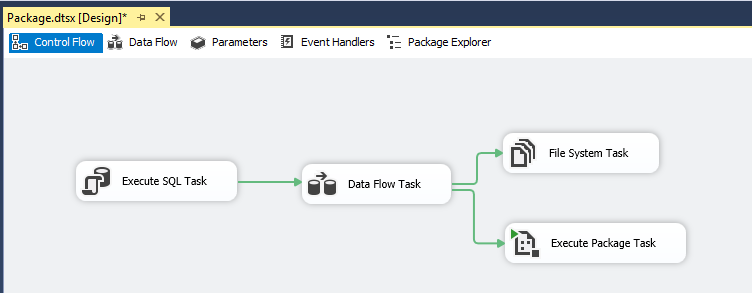 Package.dtsx [Design]*
Control Flow Data Flow Parameters Event Handlers Package Explorer
File System Task
Execute SQL Task Data Flow Task
Execute Package Task